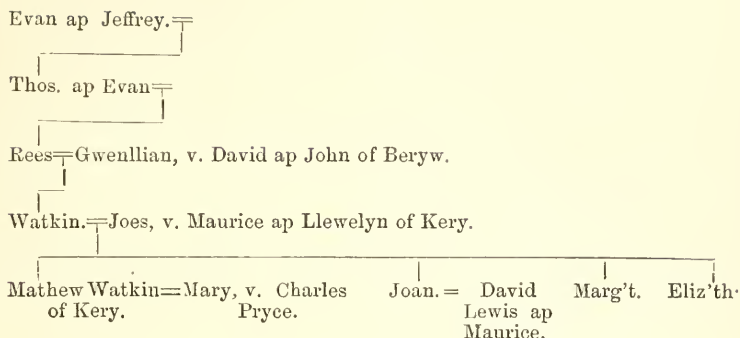 Evan ap Jeffrey.=
Thos. ap Evan=
Rees=Gwenllian, v. David ap John of Beryw.
Watkin.=Joes, v. Maurice ap Llewelyn of Kery.
Mathew Watkin=Mary, v. Charles Joan. = David Marg't. Eliz'th.
of Kery. Pryce. Lewis ap
Maurice.